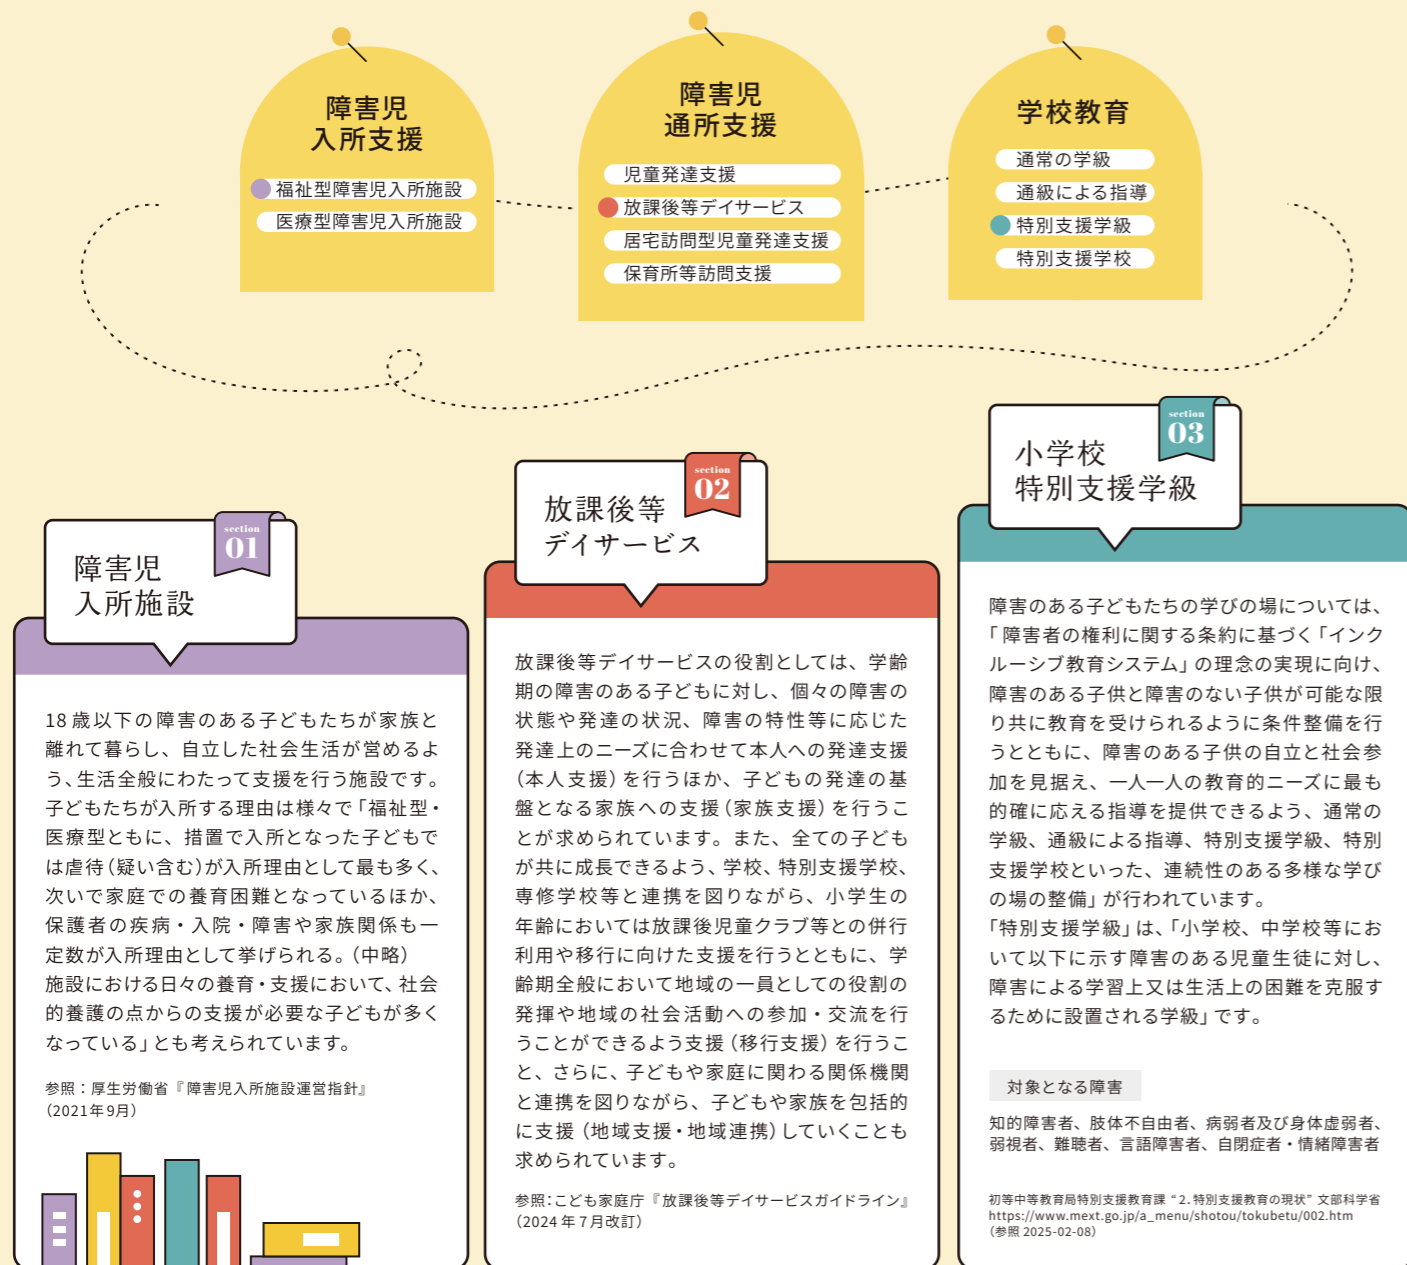 障害児
入所支援
福祉型障害児入所施設
医療型障害児入所施設
障害児
通所支援
児童発達支援
放課後等デイサービス
居宅訪問型児童発達支援
保育所等訪問支援
学校教育
通常の学級
通級による指導
特別支援学級
特別支援学校
section
01
障害児
入所施設
18歳以下の障害のある子どもたちが家族と
離れて暮らし、自立した社会生活が営めるよ
う、生活全般にわたって支援を行う施設です。
子どもたちが入所する理由は様々で「福祉型・
医療型ともに、措置で入所となった子どもで
は虐待(疑い含む)が入所理由として最も多く、
次いで家庭での養育困難となっているほか、
保護者の疾病・入院・障害や家族関係も一
定数が入所理由として挙げられる。(中略)
施設における日々の養育・支援において、社会
的養護の点からの支援が必要な子どもが多く
なっている」とも考えられています。
参照:厚生労働省『障害児入所施設運営指針』
(2021年9月)
section
02
放課後等
デイサービス
放課後等デイサービスの役割としては、学齢
期の障害のある子どもに対し、個々の障害の
状態や発達の状況、障害の特性等に応じた
発達上のニーズに合わせて本人への発達支援
(本人支援)を行うほか、子どもの発達の基
盤となる家族への支援(家族支援)を行うこ
とが求められています。また、全ての子ども
が共に成長できるよう、学校、特別支援学校、
専修学校等と連携を図りながら、小学生の
年齢においては放課後児童クラブ等との併行
利用や移行に向けた支援を行うとともに、学
齢期全般において地域の一員としての役割の
発揮や地域の社会活動への参加・交流を行
うことができるよう支援(移行支援)を行うこ
と、さらに、子どもや家庭に関わる関係機関
と連携を図りながら、子どもや家族を包括的
に支援(地域支援・地域連携)していくことも
求められています。
参照:こども家庭庁『放課後等デイサービスガイドライン』
(2024年7月改訂)
section
03
小学校
特別支援学級
障害のある子どもたちの学びの場については、
「障害者の権利に関する条約に基づく「インク
ルーシブ教育システム」の理念の実現に向け、
障害のある子供と障害のない子供が可能な限
り共に教育を受けられるように条件整備を行
うとともに、障害のある子供の自立と社会参
加を見据え、一人一人の教育的ニーズに最も
的確に応える指導を提供できるよう、通常の
学級、通級による指導、特別支援学級、特別
支援学校といった、連続性のある多様な学び
の場の整備」が行われています。
「特別支援学級」は、「小学校、中学校等にお
いて以下に示す障害のある児童生徒に対し、
障害による学習上又は生活上の困難を克服す
るために設置される学級」です。
対象となる障害
知的障害者、肢体不自由者、病弱者及び身体虚弱者、
弱視者、難聴者、言語障害者、自閉症者・情緒障害者
初等中等教育局特別支援教育課 “2.特別支援教育の現状” 文部科学省
https://www.mext.go.jp/a_menu/shotou/tokubetu/002.htm
(参照 2025-02-08)